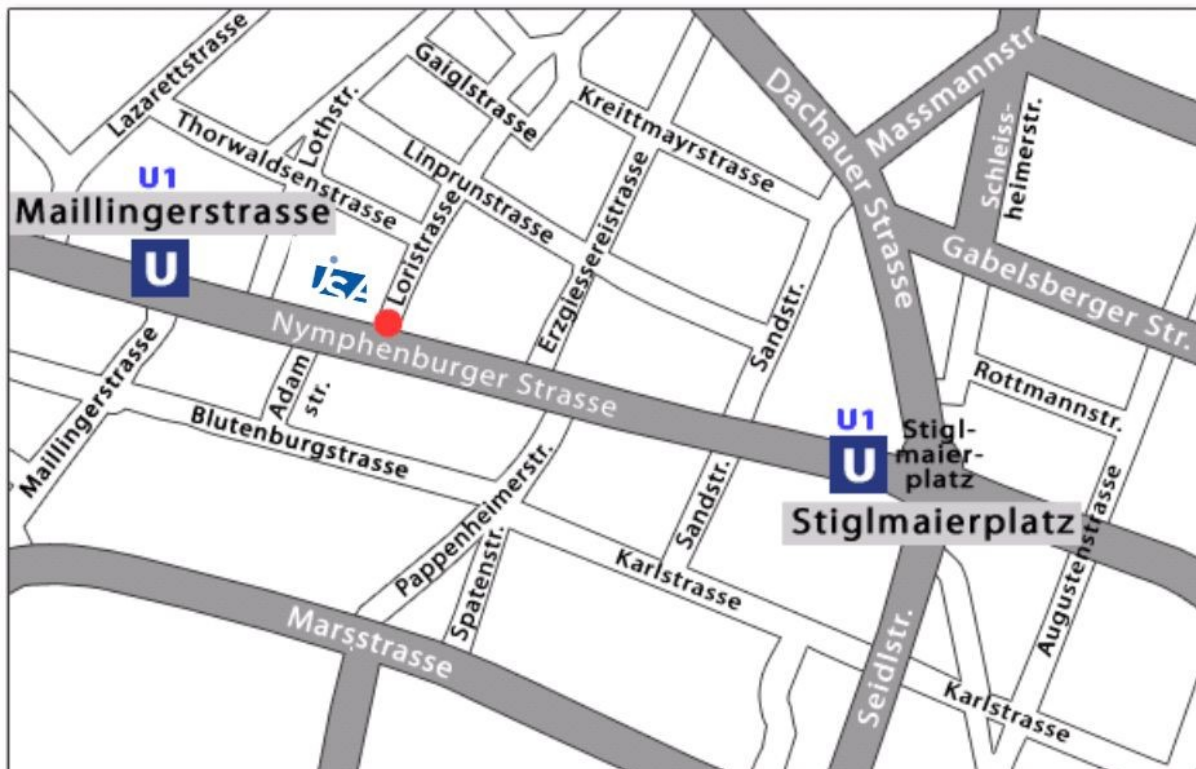 Lazarettstrasse
Gaiglstrasse
Massmannstr.
Dachauer Strasse
Kreittmayrstrasse
Lothstr.
Thorwaldsenstrasse
Linprunstrasse
Schleiss-
heimerstr.
U1
Maillingerstrasse
U
Loristrasse
Erzgiessereistrasse
Gabelsberger Str.
Sandstr.
Nymphenburger Strasse
Maillingerstrasse
Adam
str.
Rottmannstr.
Blutenburgstrasse
U1
U
Stigl-
maier-
platz
Stiglmaierplatz
Sandstr.
Pappenheimerstr.
Spatenstr.
Karlstrasse
Augustenstrasse
Marsstrasse
Seidlstr.
Karlstrasse